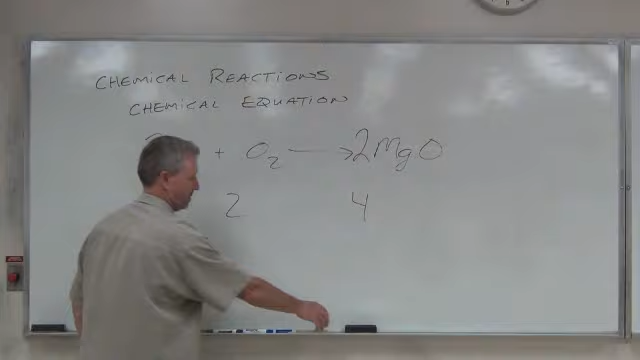 CHEMICAL REACTIONS
CHEMICAL EQUATION
+ O2 → 2MgO
2 4